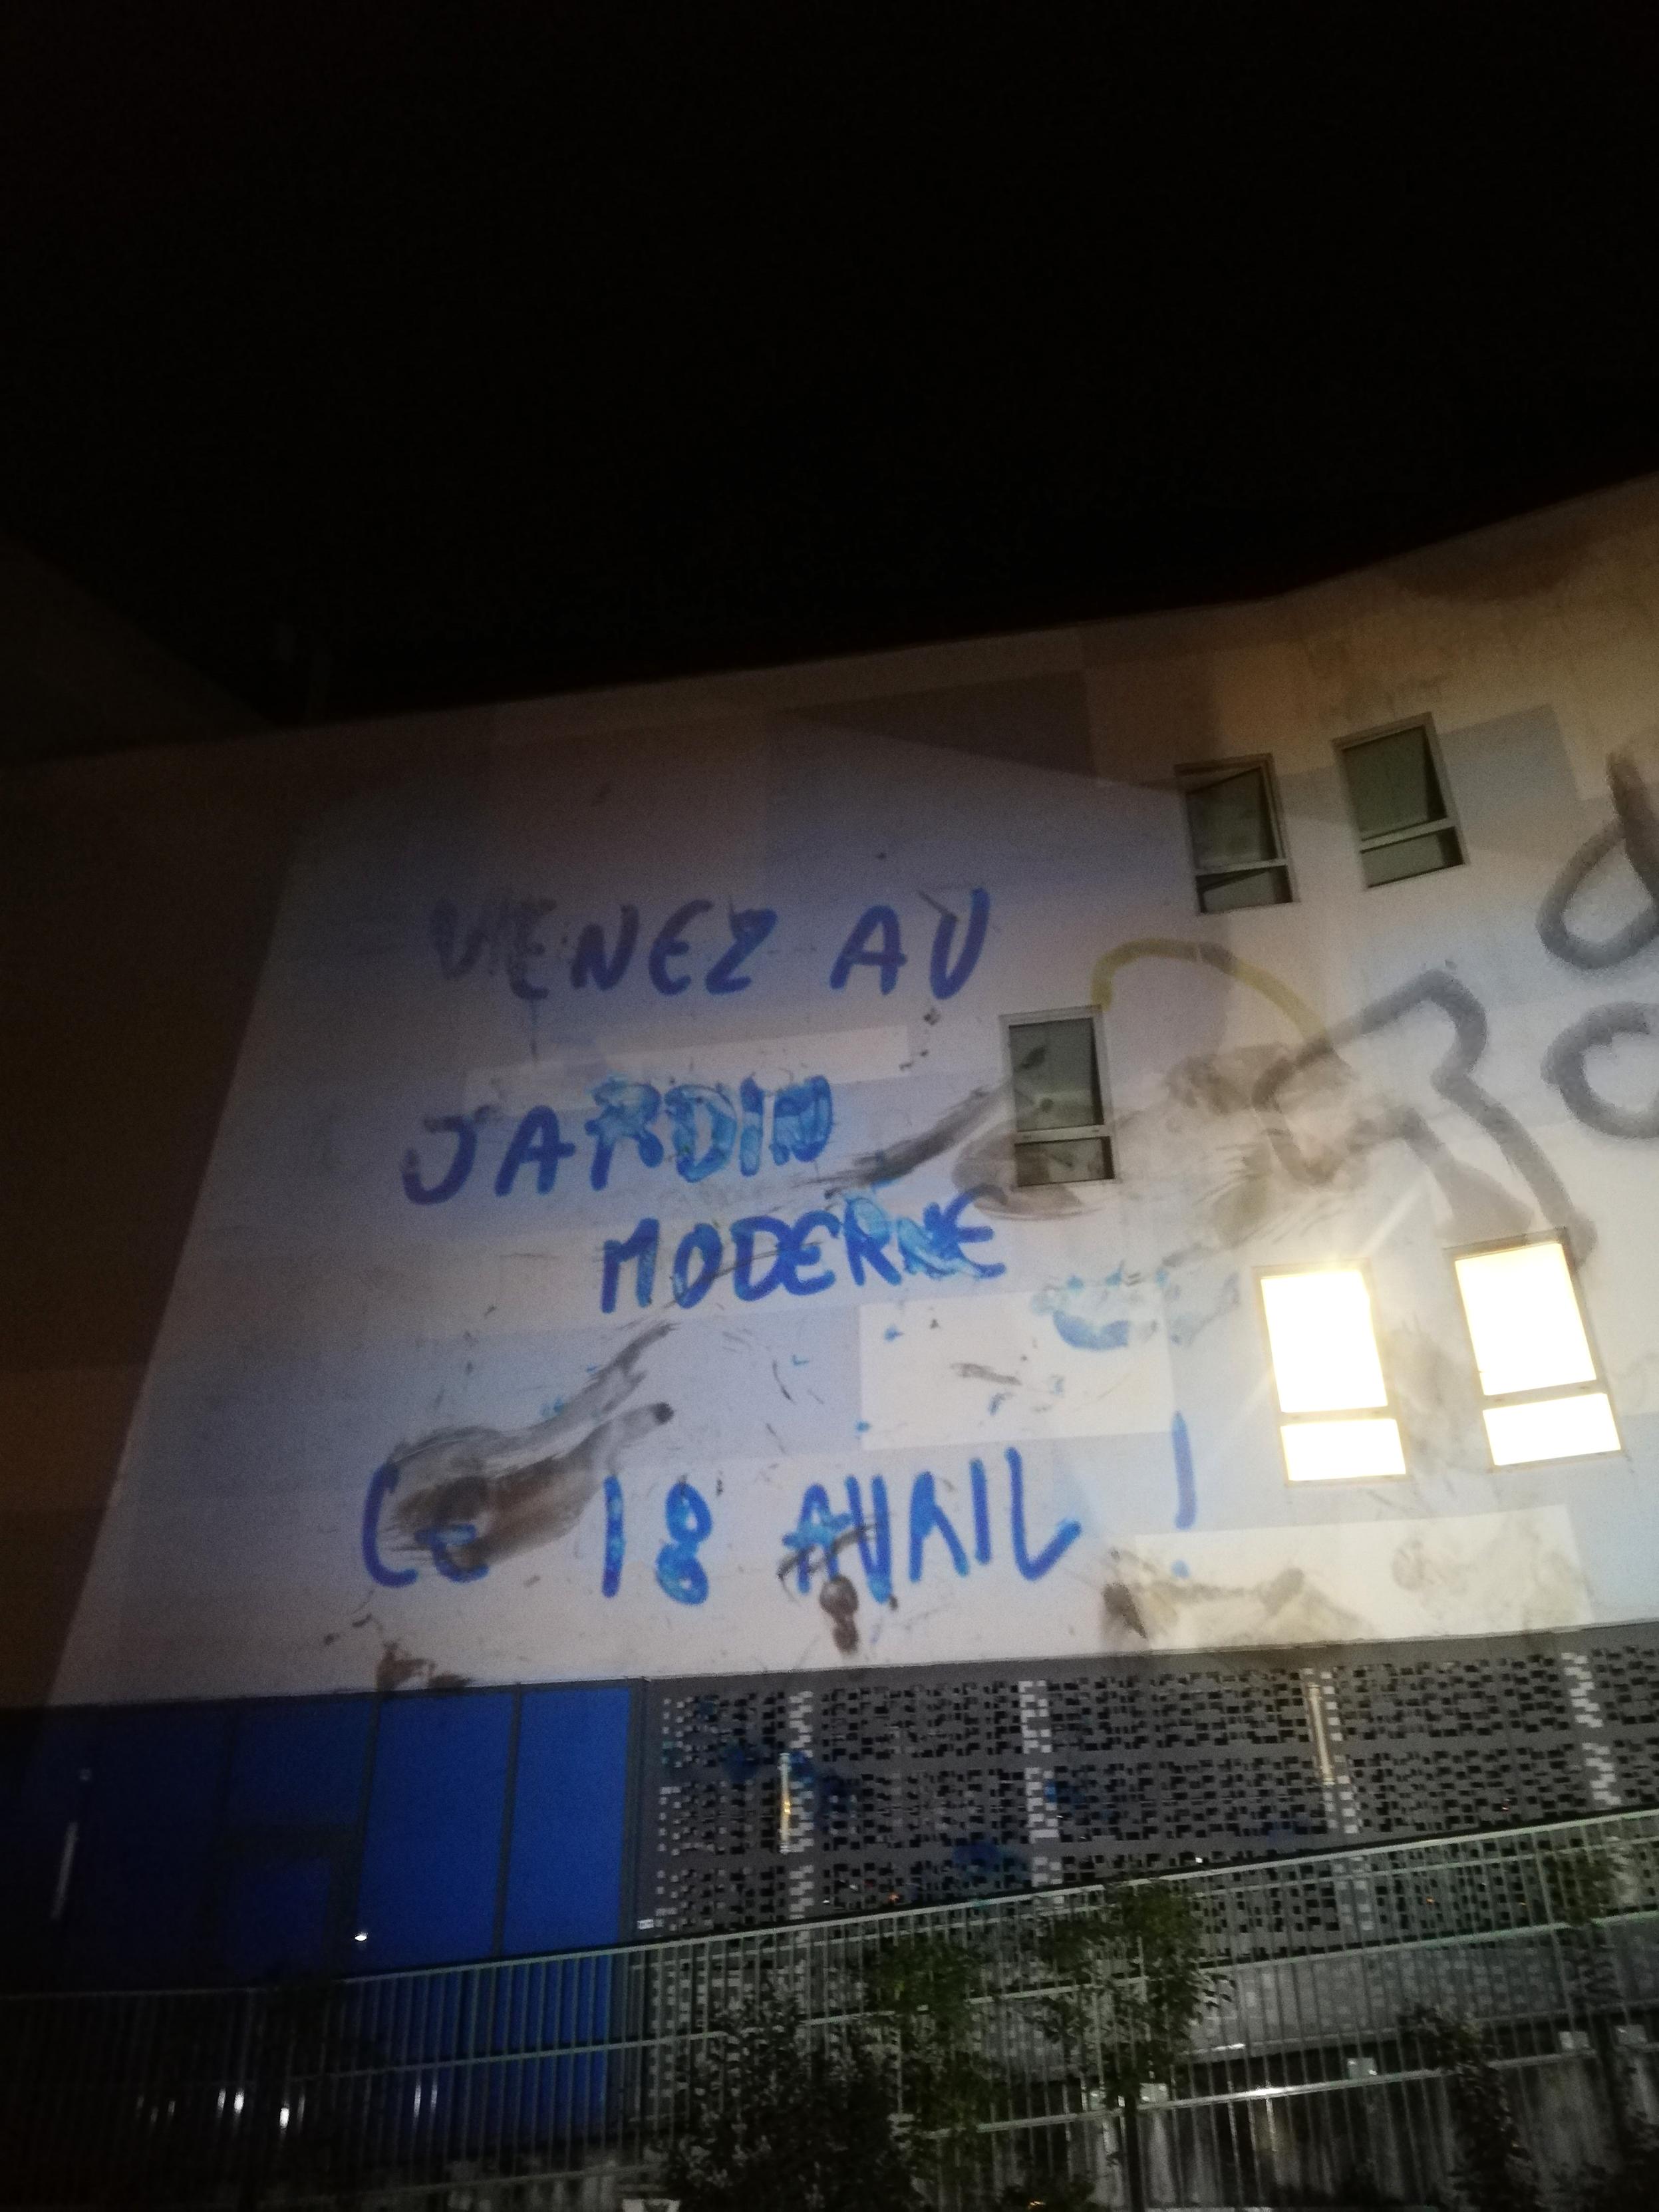 VENEZ AU
JARDIN
MODERNE
Le 18 AVRIL !